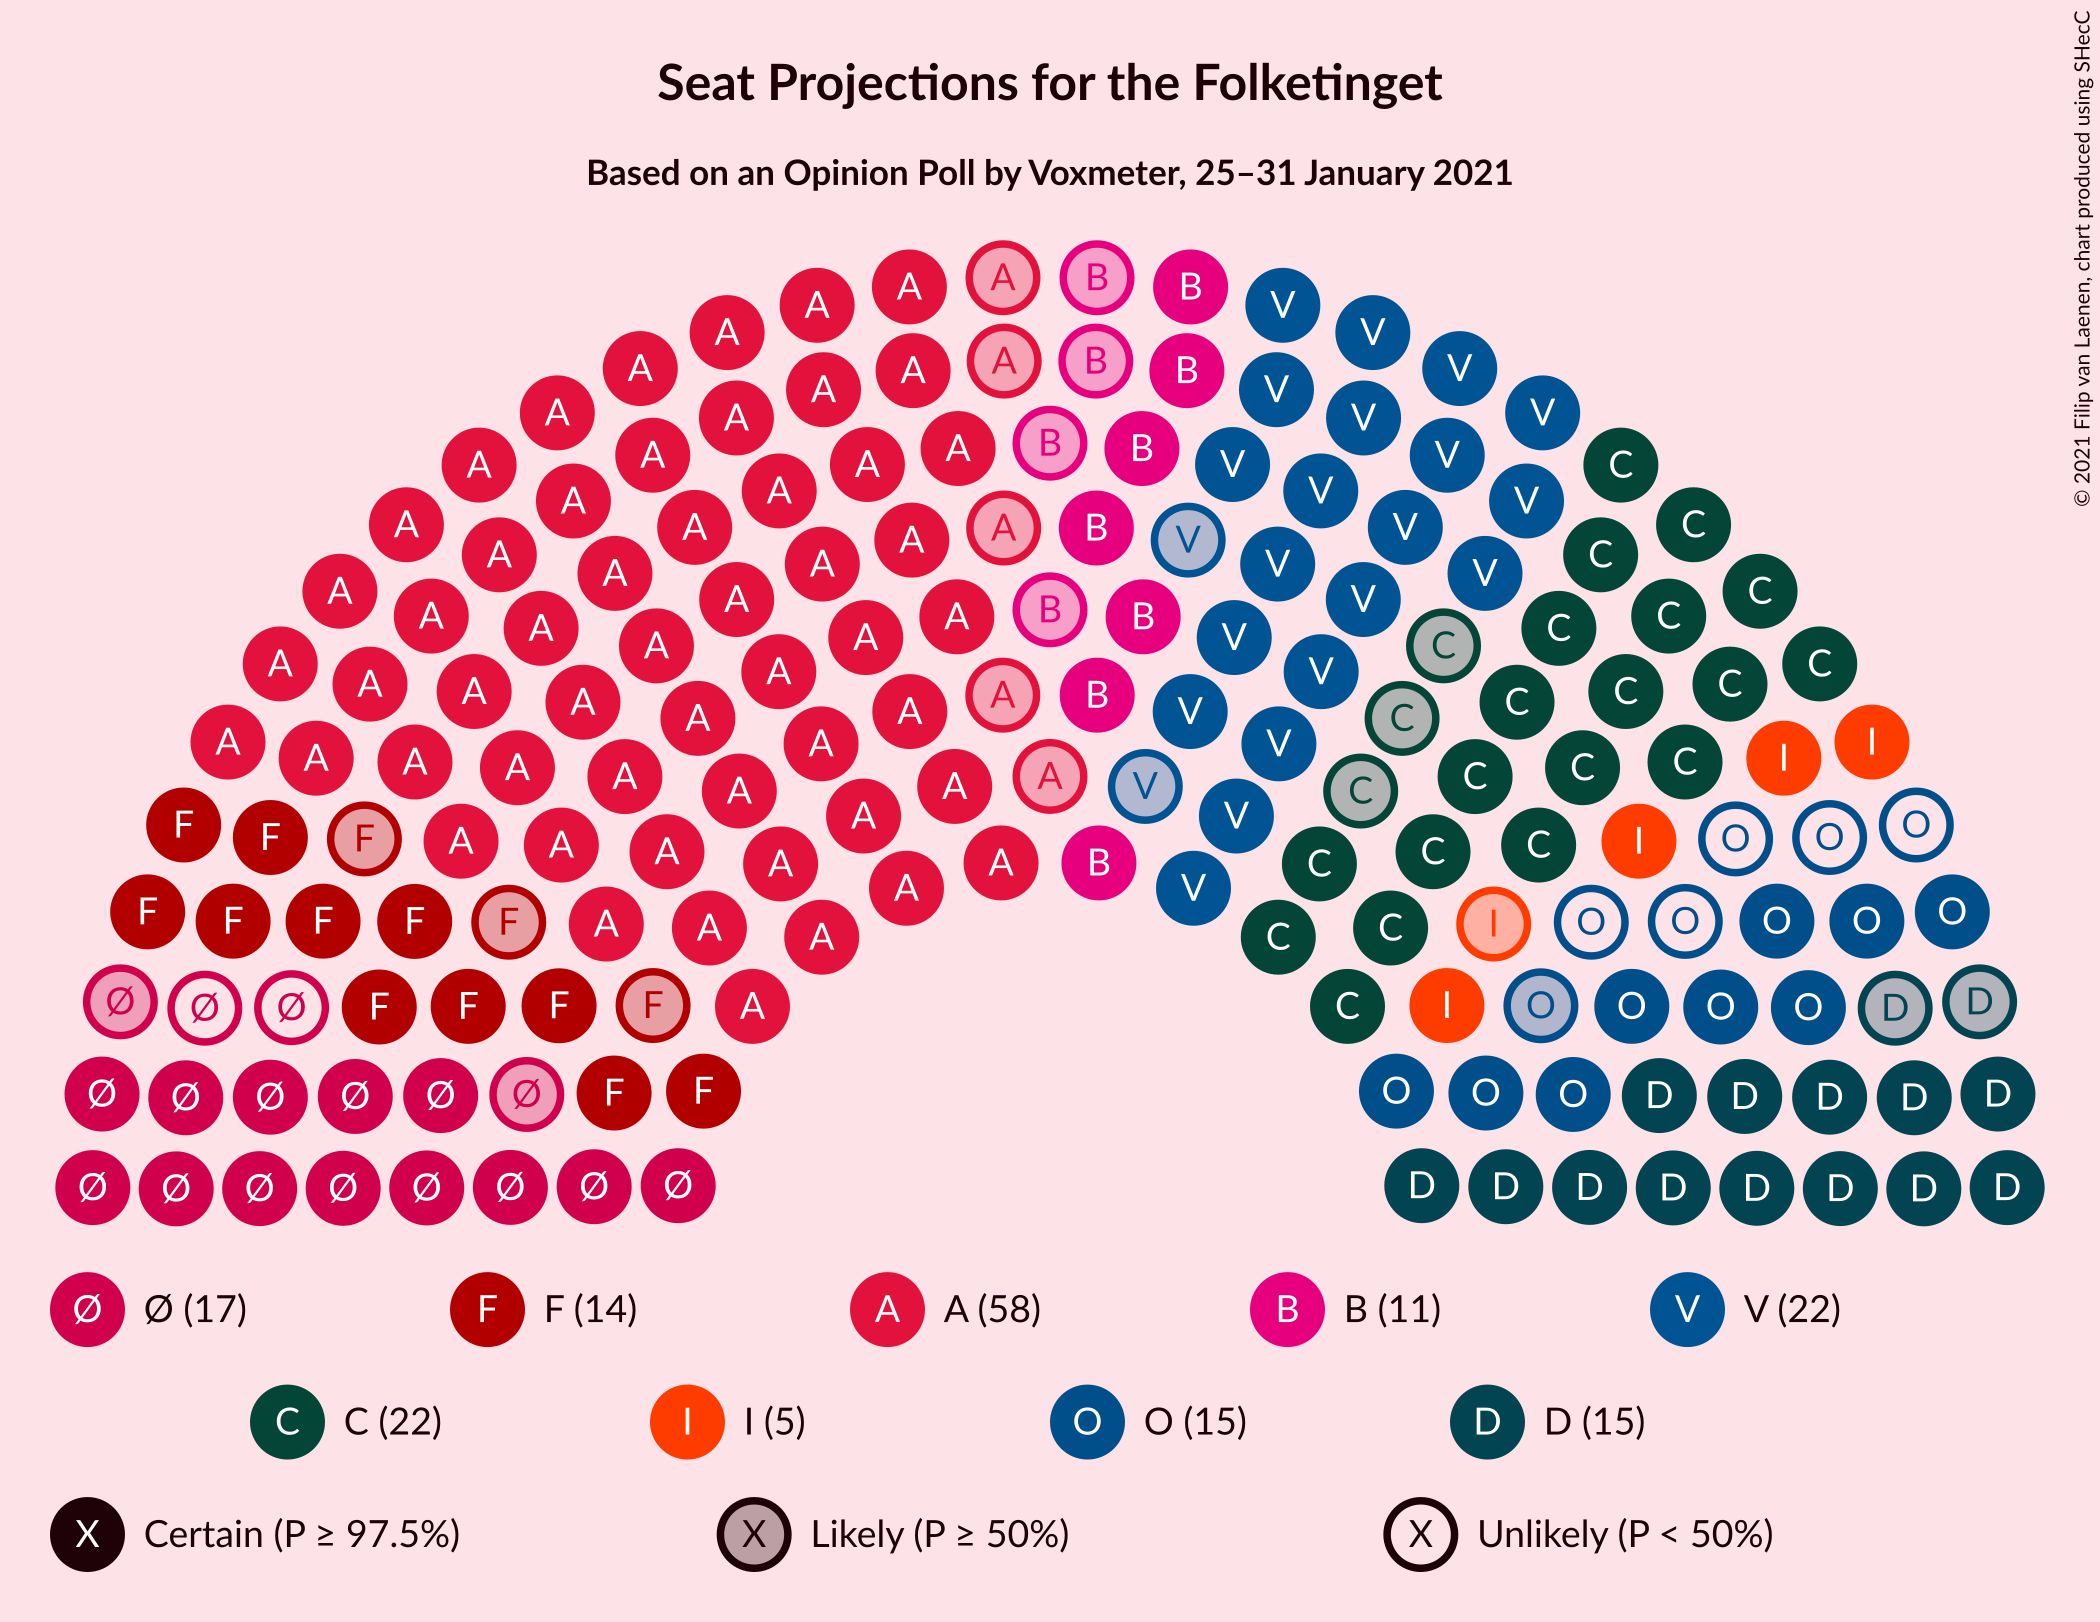 Seat Projections for the Folketinget
Based on an Opinion Poll by Voxmeter, 25–31 January 2021
© 2021 Filip van Laenen, chart produced using SHecC
A A A B B V V
A A A A B B V V V
A A A B B V V V
A A A A B V V V V C
A A A A A B B V V V C C
A A A A A A B V V V C C C C
A A A A A A A V V V C C C C I I
F F F A A A A A A A B V C C C I O O O
F F F F F A A A C C I O O O O O
Ø Ø Ø F F F F A C I O O O O D D
Ø Ø Ø Ø Ø Ø F F O O O D D D D D
Ø Ø Ø Ø Ø Ø Ø Ø D D D D D D D D
Ø Ø (17) F F (14) A A (58) B B (11) V V (22)
C C (22) I I (5) O O (15) D D (15)
X Certain (P ≥ 97.5%) X Likely (P ≥ 50%) X Unlikely (P < 50%)